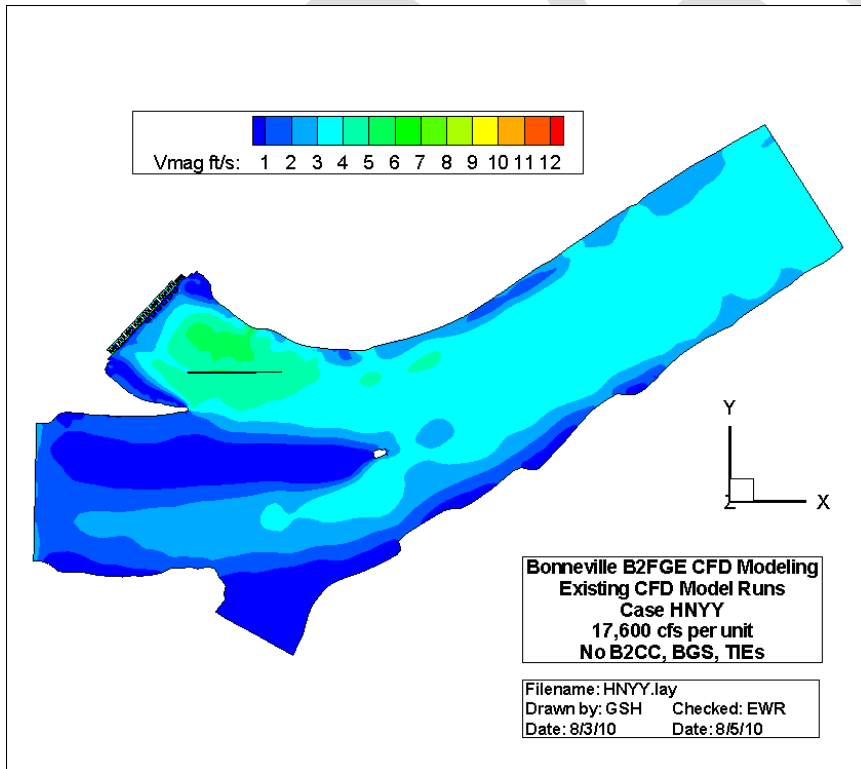 Vmag ft/s: 1 2 3 4 5 6 7 8 9 10 11 12
Y
X
Z
Bonneville B2FGE CFD Modeling
Existing CFD Model Runs
Case HNYY
17,600 cfs per unit
No B2CC, BGS, TIEs
Filename: HNYY.lay
Drawn by: GSH Checked: EWR
Date: 8/3/10 Date: 8/5/10